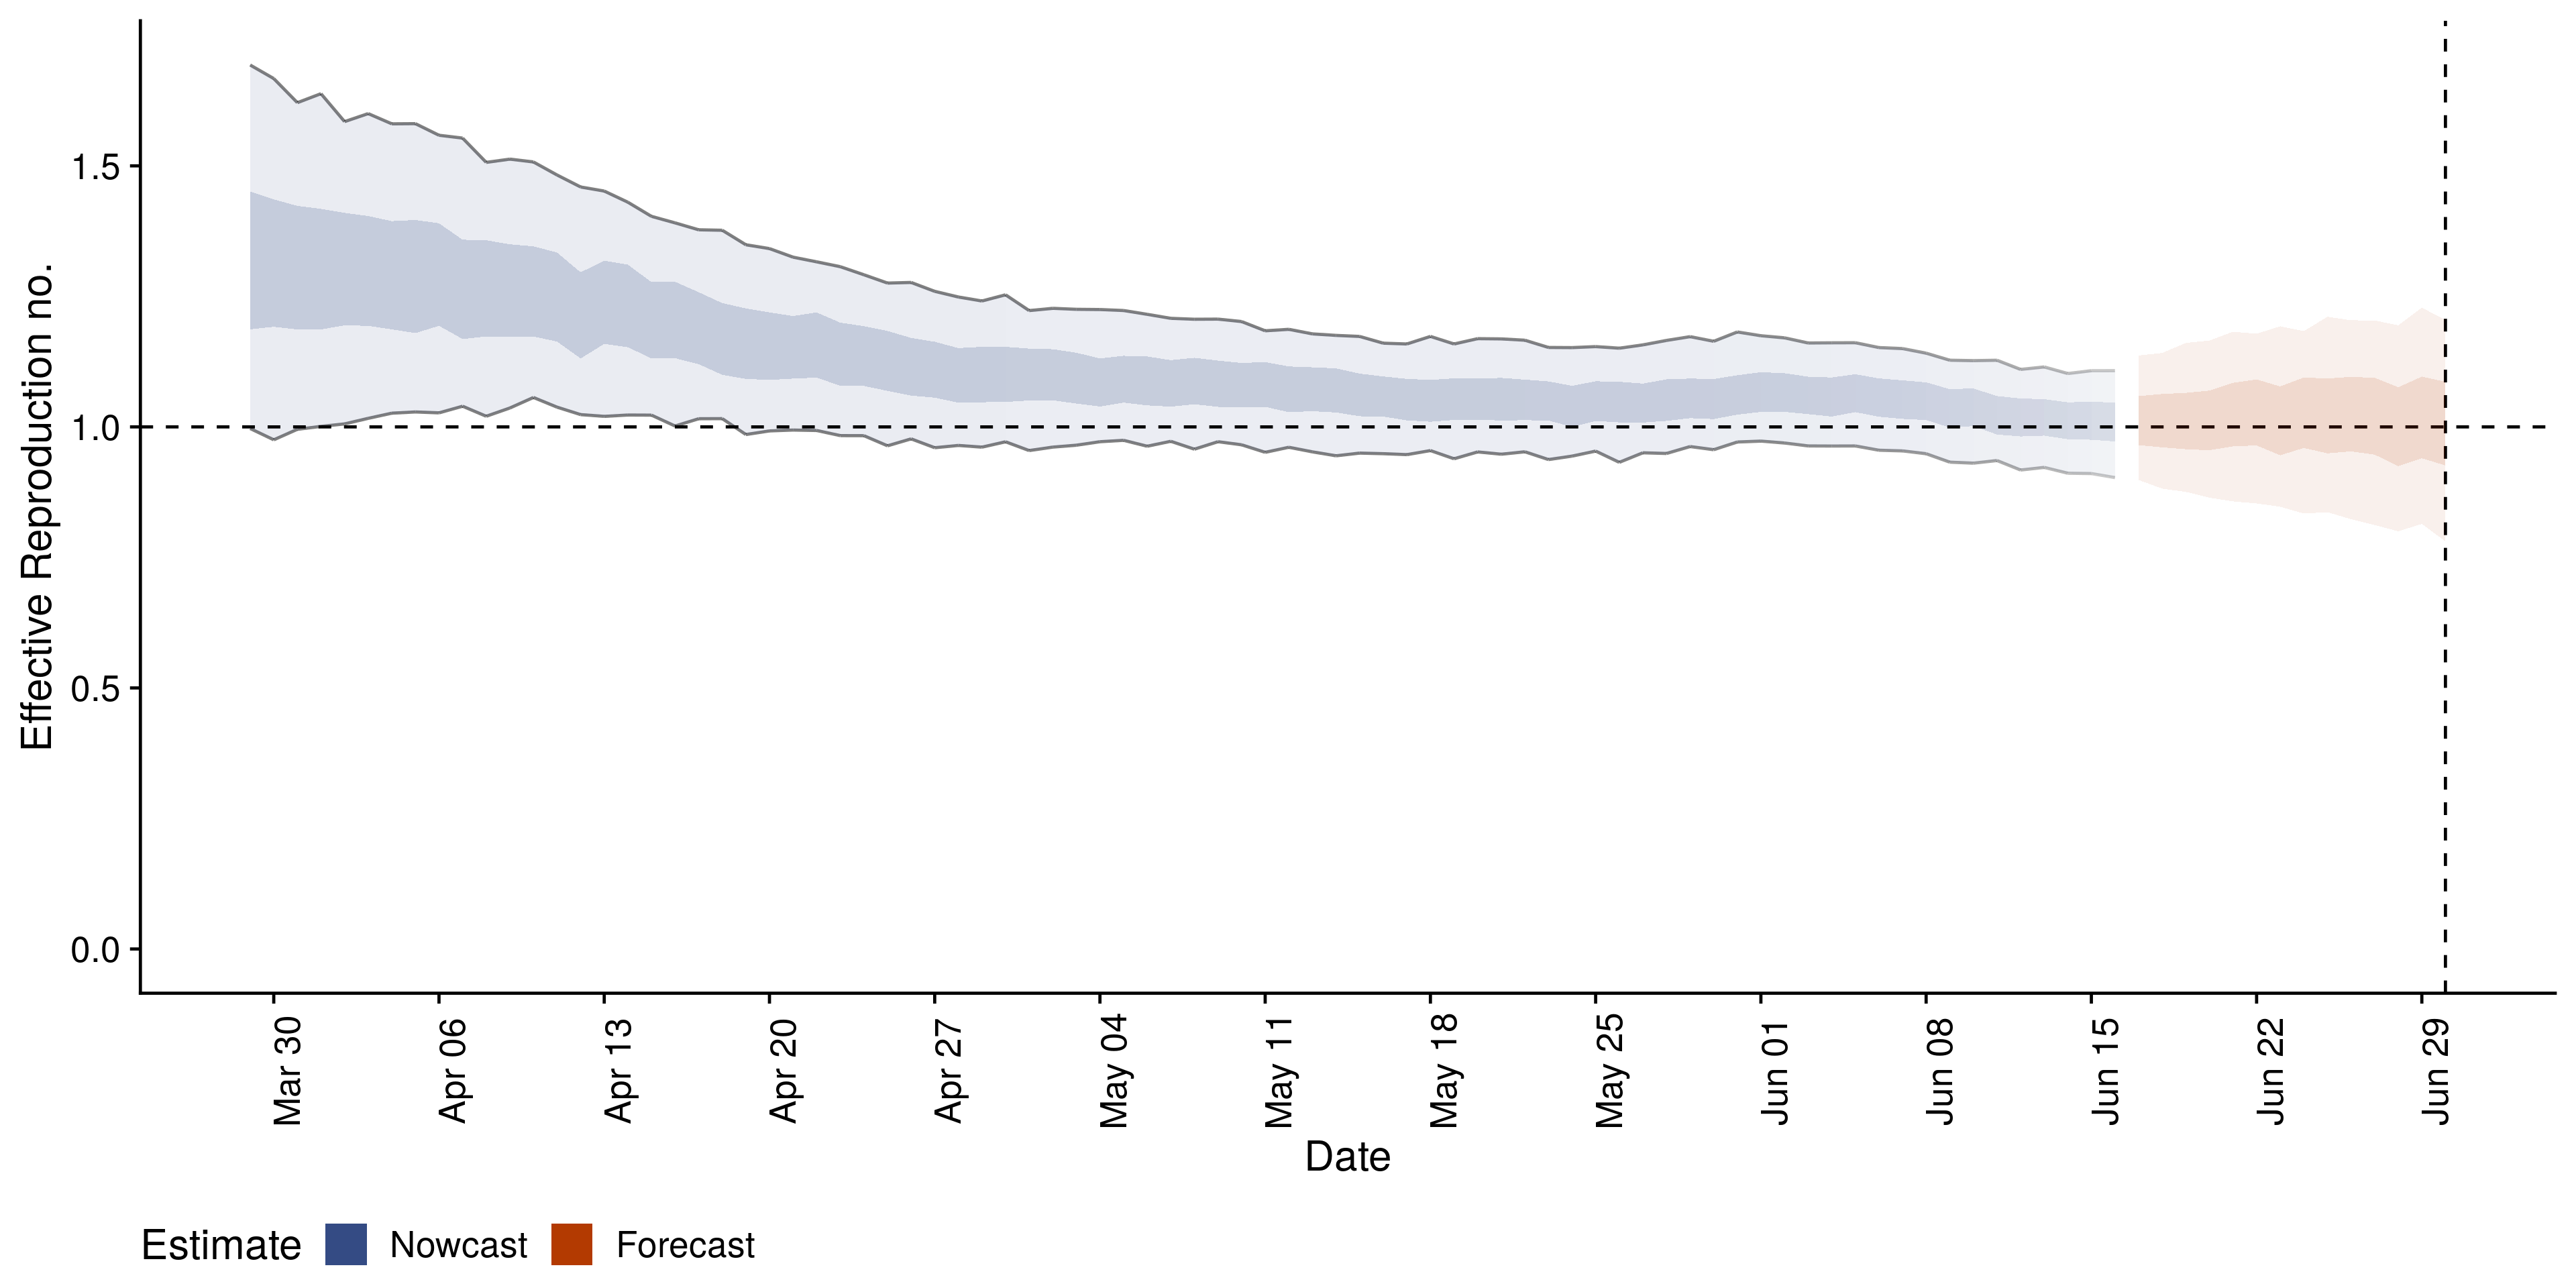 Effective Reproduction no.
1.5
1.0
0.5
0.0
Mar 30
Apr 06
Apr 13
Apr 20
Apr 27
May 04
May 11
May 18
May 25
Jun 01
Jun 08
Jun 15
Jun 22
Jun 29
Date
Estimate Nowcast Forecast